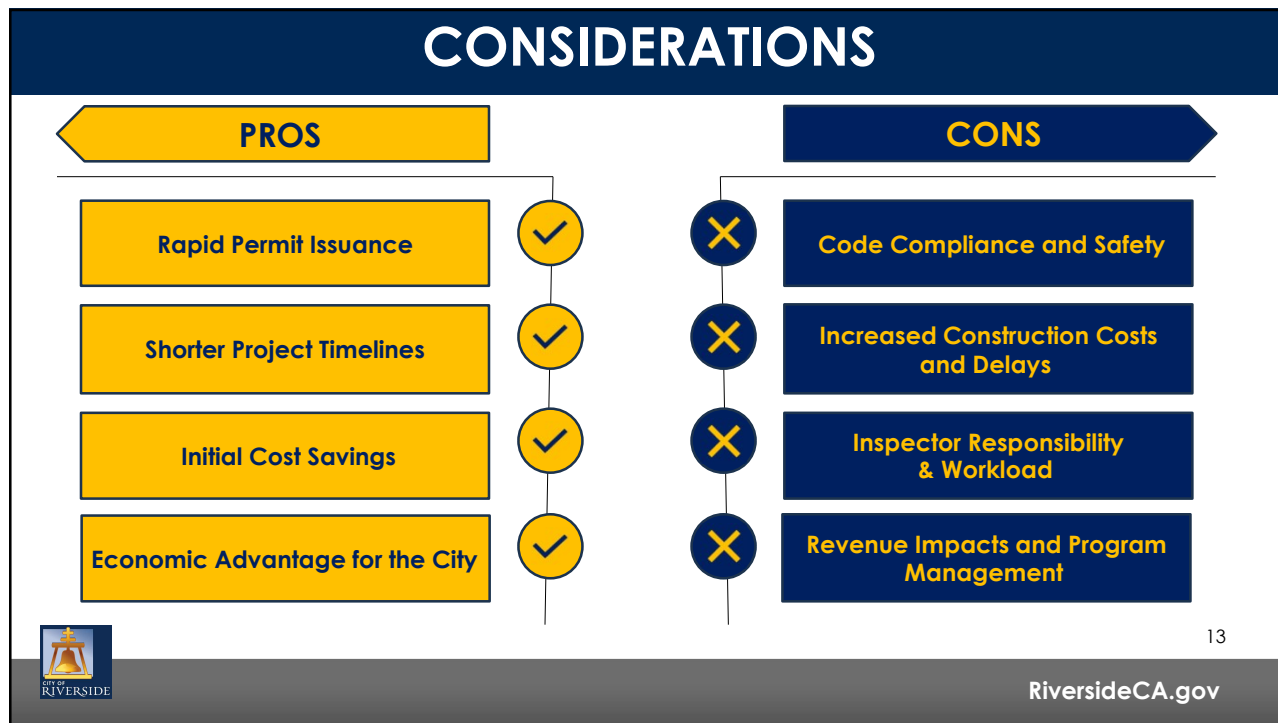 CONSIDERATIONS
PROS
Rapid Permit Issuance
Shorter Project Timelines
Initial Cost Savings
Economic Advantage for the City
CONS
Code Compliance and Safety
Increased Construction Costs
and Delays
Inspector Responsibility
& Workload
Revenue Impacts and Program
Management
13
CITY OF
RIVERSIDE
RiversideCA.gov